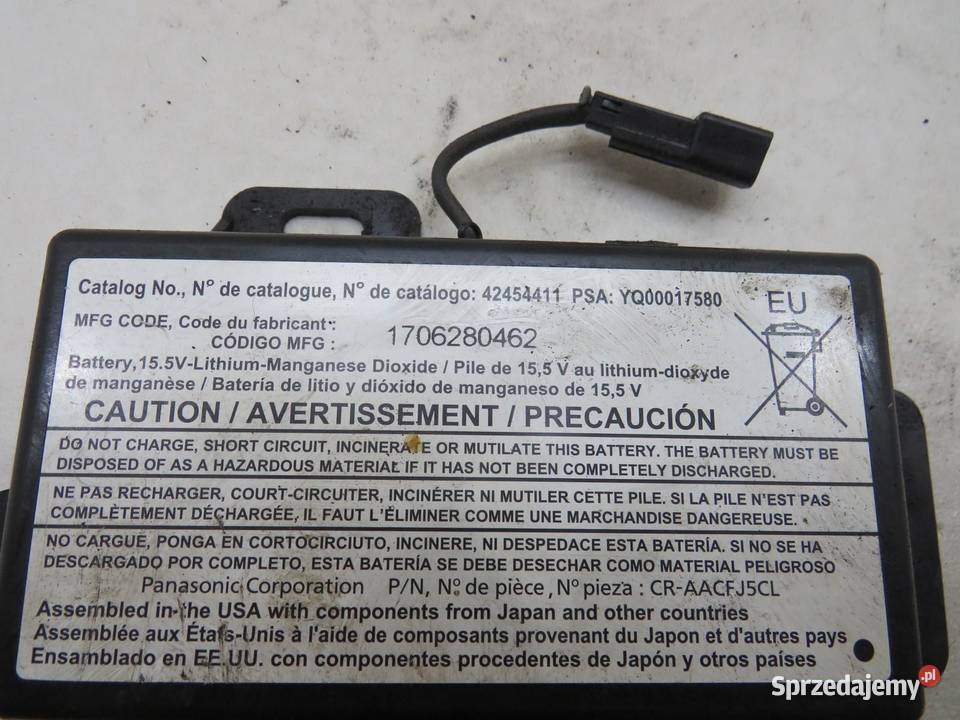 Catalog No., N° de catalogue, N° de catálogo: 42454411 PSA: YQ00017580
EU
MFG CODE, Code du fabricant:
CÓDIGO MFG : 1706280462
Battery,15.5V-Lithium-Manganese Dioxide / Pile de 15,5 V au lithium-dioxyde
de manganèse / Batería de litio y dióxido de manganeso de 15,5 V
CAUTION / AVERTISSEMENT / PRECAUCIÓN
DO NOT CHARGE, SHORT CIRCUIT, INCINERATE OR MUTILATE THIS BATTERY. THE BATTERY MUST BE
DISPOSED OF AS A HAZARDOUS MATERIAL IF IT HAS NOT BEEN COMPLETELY DISCHARGED.
NE PAS RECHARGER, COURT-CIRCUITER, INCINÉRER NI MUTILER CETTE PILE. SI LA PILE N'EST PAS
COMPLÈTEMENT DÉCHARGÉE, IL FAUT L'ÉLIMINER COMME UNE MARCHANDISE DANGEREUSE.
NO CARGUE, PONGA EN CORTOCIRCIUTO, INCINERE, NI DESPEDACE ESTA BATERÍA. SI NO SE HA
DESCARGADO POR COMPLETO, ESTA BATERÍA SE DEBE DESECHAR COMO MATERIAL PELIGROSO
Panasonic Corporation P/N, N° de pièce, N° pieza : CR-AACFJ5CL
Assembled in the USA with components from Japan and other countries
Assemblée aux États-Unis à l'aide de composants provenant du Japon et d'autres pays
Ensamblado en EE.UU. con componentes procedentes de Japón y otros países
Sprzedajemy.pl